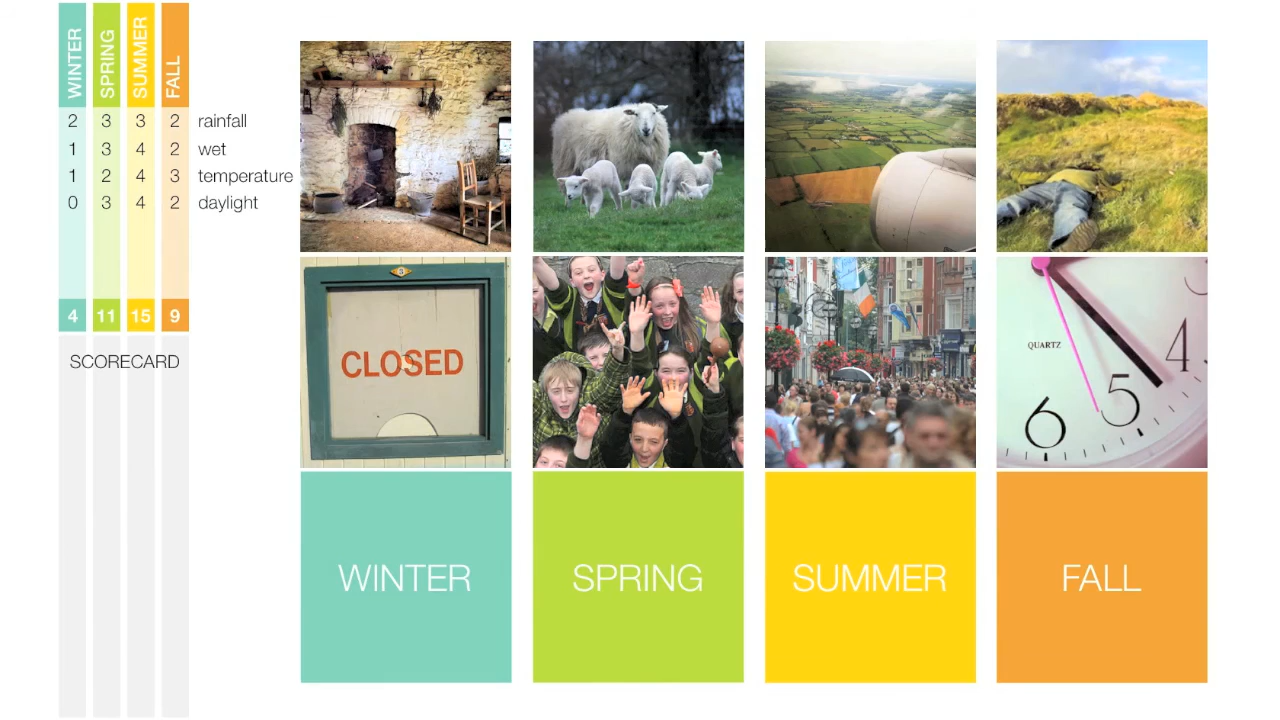 WINTER SPRING SUMMER FALL
2 3 3 2 rainfall
1 3 4 2 wet
1 2 4 3 temperature
0 3 4 2 daylight
4 11 15 9
SCORECARD
CLOSED
QUARTZ
4
5
6
WINTER SPRING SUMMER FALL